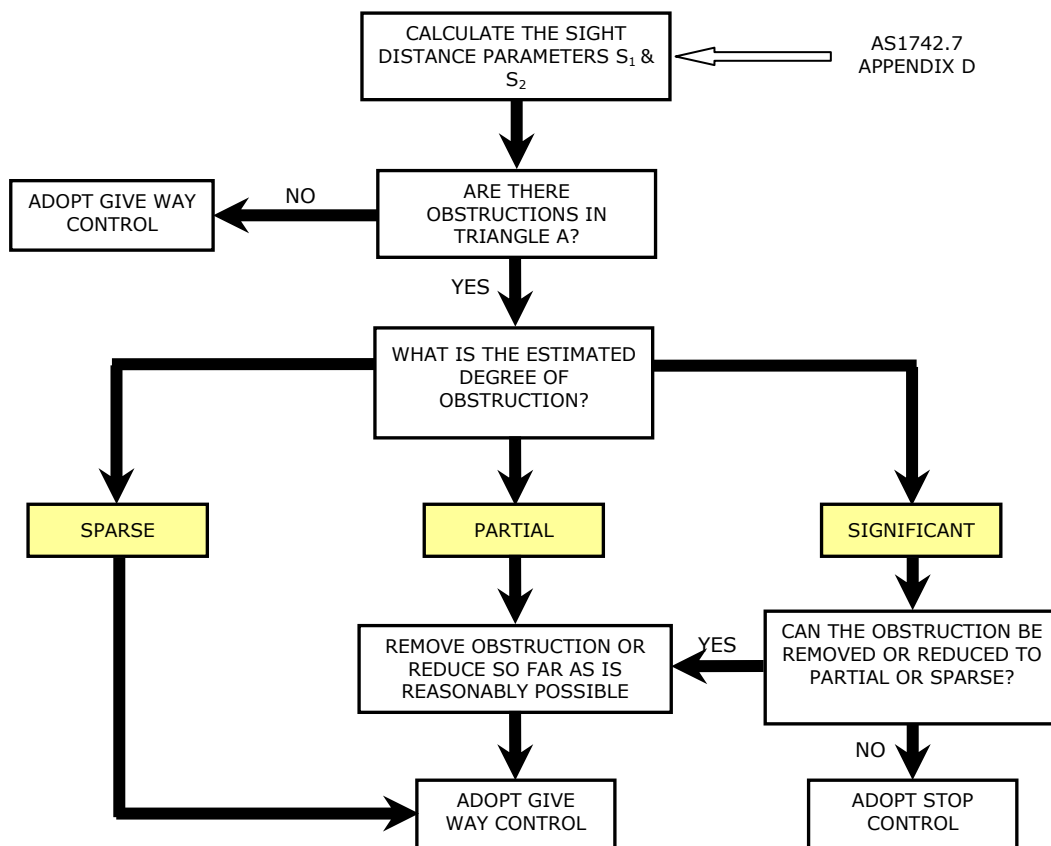 CALCULATE THE SIGHT
DISTANCE PARAMETERS S₁ &
S₂
AS1742.7
APPENDIX D
NO
ADOPT GIVE WAY
CONTROL
ARE THERE
OBSTRUCTIONS IN
TRIANGLE A?
YES
WHAT IS THE ESTIMATED
DEGREE OF
OBSTRUCTION?
SPARSE
PARTIAL
SIGNIFICANT
REMOVE OBSTRUCTION OR
REDUCE SO FAR AS IS
REASONABLY POSSIBLE
YES
CAN THE OBSTRUCTION BE
REMOVED OR REDUCED TO
PARTIAL OR SPARSE?
NO
ADOPT GIVE
WAY CONTROL
ADOPT STOP
CONTROL